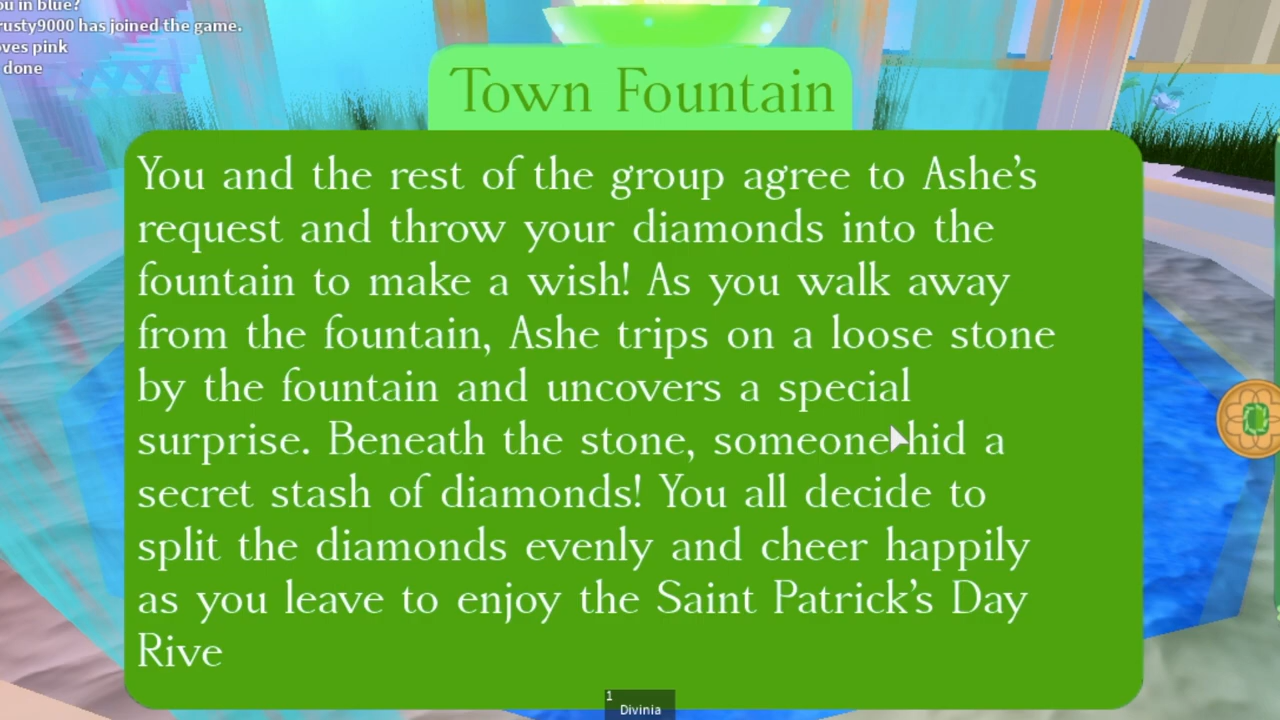 ou in blue?
rusty9000 has joined the game.
oves pink
done
Town Fountain
You and the rest of the group agree to Ashe’s
request and throw your diamonds into the
fountain to make a wish! As you walk away
from the fountain, Ashe trips on a loose stone
by the fountain and uncovers a special
surprise. Beneath the stone, someone hid a
secret stash of diamonds! You all decide to
split the diamonds evenly and cheer happily
as you leave to enjoy the Saint Patrick’s Day
Rive
1
Divinia